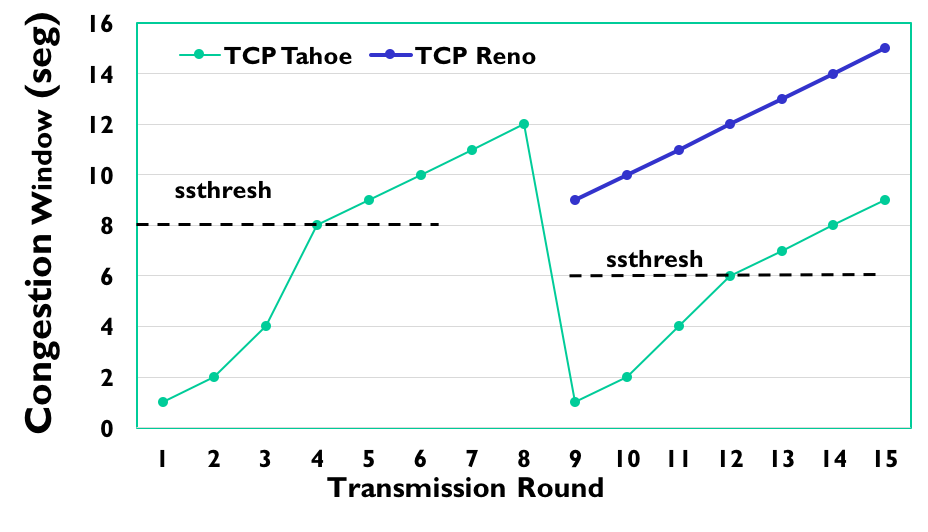 Congestion Window (seg)
16
14
12
10
8
6
4
2
0
TCP Tahoe TCP Reno
ssthresh
ssthresh
1 2 3 4 5 6 7 8 9 10 11 12 13 14 15
Transmission Round